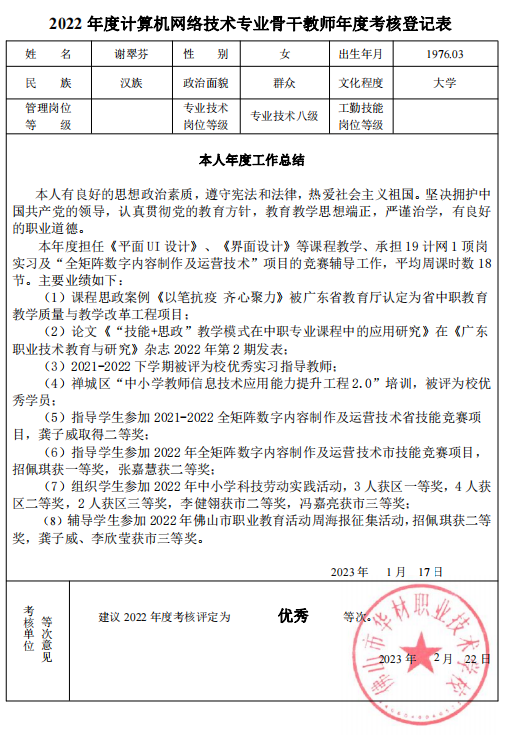 2022 年度计算机网络技术专业骨干教师年度考核登记表
姓 名 谢翠芬 性 别 女 出生年月 1976.03
民 族 汉族 政治面貌 群众 文化程度 大学
管理岗位 专业技术 专业技术八级 工勤技能
等 级 岗位等级 岗位等级
本人年度工作总结
本人有良好的思想政治素质，遵守宪法和法律，热爱社会主义祖国。坚决拥护中
国共产党的领导，认真贯彻党的教育方针，教育教学思想端正，严谨治学，有良好
的职业道德。
本年度担任《平面 UI 设计》、《界面设计》等课程教学、承担 19 计网 1 项岗
实习及“全矩阵数字内容制作及运营技术”项目的竞赛辅导工作，平均周课时数 18
节。主要业绩如下：
（1）课程思政案例《以笔抗疫 齐心聚力》被广东省教育厅认定为省中职教育
教学质量与教学改革工程项目；
（2）论文《“技能+思政”教学模式在中职专业课程中的应用研究》在《广东
职业技术教育与研究》杂志 2022 年第 2 期发表；
（3）2021-2022 下学期被评为校优秀实习指导教师；
（4）禅城区“中小学教师信息技术应用能力提升工程 2.0”培训，被评为校优
秀学员；
（5）指导学生参加 2021-2022 全矩阵数字内容制作及运营技术省技能竞赛项
目，龚子威取得二等奖；
（6）指导学生参加 2022 年全矩阵数字内容制作及运营技术市技能竞赛项目，
招佩琪获一等奖，张嘉慧获二等奖；
（7）组织学生参加 2022 年中小学科技劳动实践活动，3 人获区一等奖，4 人获
区二等奖，2 人获区三等奖，李健翎获市二等奖，冯嘉亮获市三等奖；
（8）辅导学生参加 2022 年佛山市职业教育活动周海报征集活动，招佩琪获二等
奖，龚子威、李欣莹获市三等奖。
2023 年 1 月 17 日
考核单位 等次意见
建议 2022 年度考核评定为 优秀 等次。
佛山市华材职业技术学校
2023 年 2 月 22 日